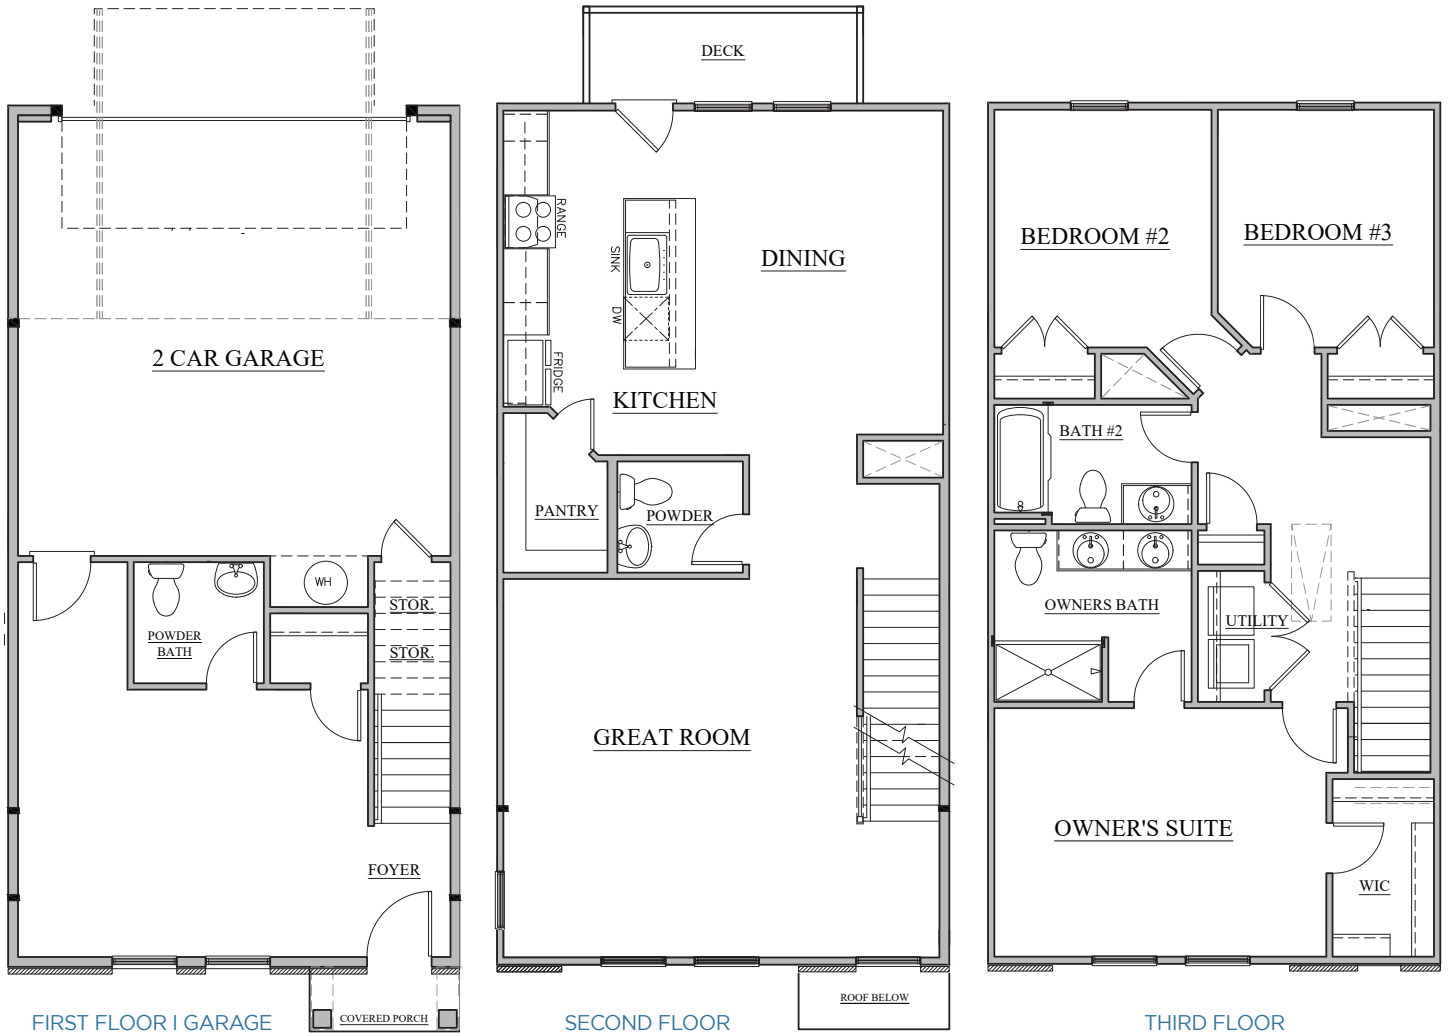 2 CAR GARAGE
WH
STOR.
STOR.
POWDER
BATH
FOYER
COVERED PORCH
FIRST FLOOR I GARAGE
DECK
RANGE
SINK
DW
FRIDGE
DINING
KITCHEN
PANTRY
POWDER
GREAT ROOM
ROOF BELOW
SECOND FLOOR
BEDROOM #2
BEDROOM #3
BATH #2
OWNERS BATH
UTILITY
OWNER'S SUITE
WIC
THIRD FLOOR